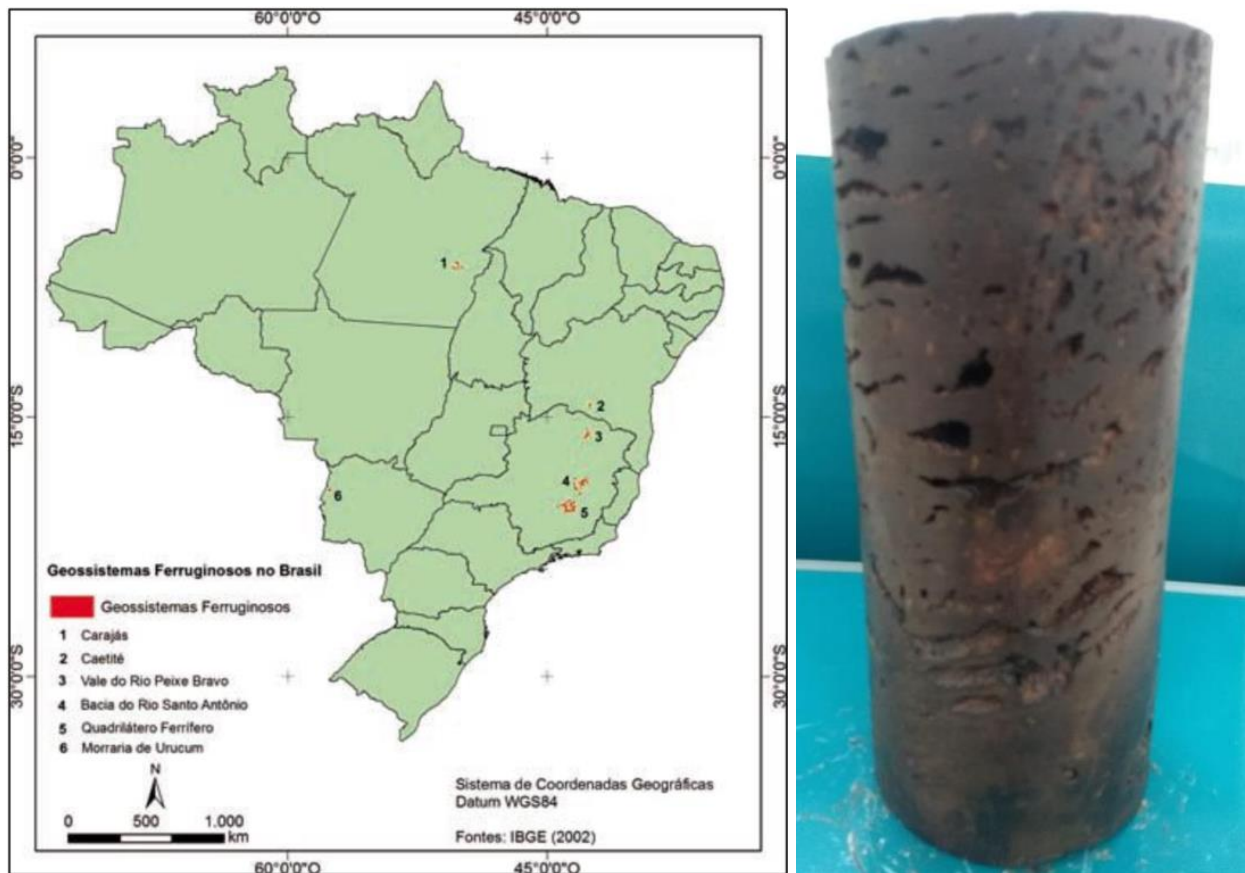 60°0'0"O 45°0'0"O
0°0'0"
15°0'0"S
30°0'0"S
0°0'0"
15°0'0"S
30°0'0"S
1
2
3
4
5
6
Geossistemas Ferruginosos no Brasil
Geossistemas Ferruginosos
1 Carajás
2 Caetité
3 Vale do Rio Peixe Bravo
4 Bacia do Rio Santo Antônio
5 Quadrilátero Ferrífero
6 Morraria de Urucum
N
0 500 1.000
km
Sistema de Coordenadas Geográficas
Datum WGS84
Fontes: IBGE (2002)
60°0'0"O 45°0'0"O